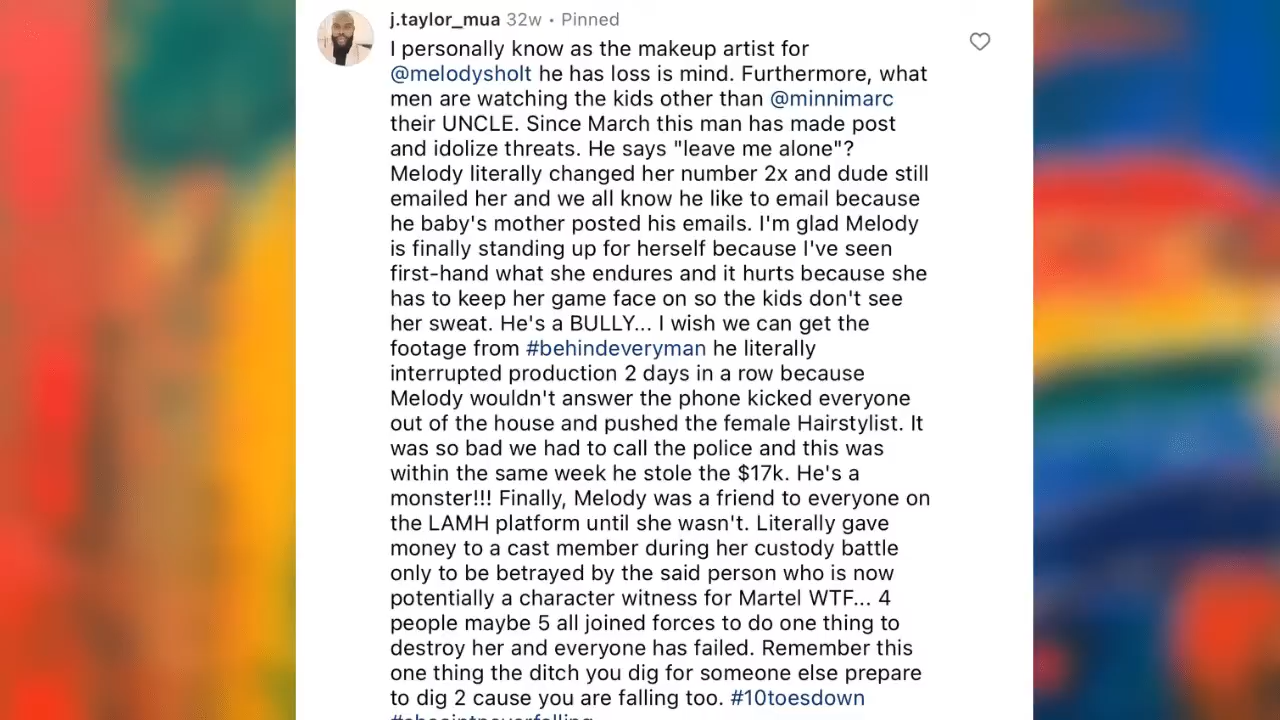 j.taylor_mua 32w • Pinned
I personally know as the makeup artist for
@melodysholt he has loss is mind. Furthermore, what
men are watching the kids other than @minnimarc
their UNCLE. Since March this man has made post
and idolize threats. He says "leave me alone"?
Melody literally changed her number 2x and dude still
emailed her and we all know he like to email because
he baby's mother posted his emails. I'm glad Melody
is finally standing up for herself because I've seen
first-hand what she endures and it hurts because she
has to keep her game face on so the kids don't see
her sweat. He's a BULLY... I wish we can get the
footage from #behindeveryman he literally
interrupted production 2 days in a row because
Melody wouldn't answer the phone kicked everyone
out of the house and pushed the female Hairstylist. It
was so bad we had to call the police and this was
within the same week he stole the $17k. He's a
monster!!! Finally, Melody was a friend to everyone on
the LAMH platform until she wasn't. Literally gave
money to a cast member during her custody battle
only to be betrayed by the said person who is now
potentially a character witness for Martel WTF... 4
people maybe 5 all joined forces to do one thing to
destroy her and everyone has failed. Remember this
one thing the ditch you dig for someone else prepare
to dig 2 cause you are falling too. #10toesdown